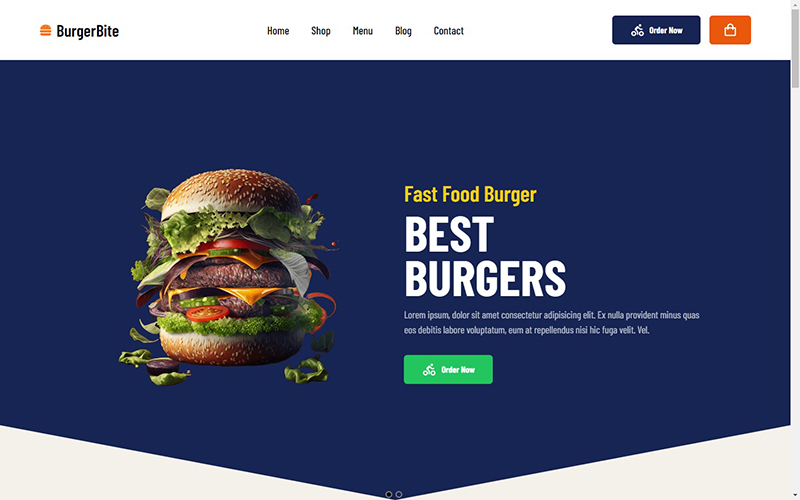 BurgerBite
Home Shop Menu Blog Contact
Order Now
Fast Food Burger
BEST
BURGERS
Lorem ipsum, dolor sit amet consectetur adipisicing elit. Ex nulla provident minus quas
eos debitis labore voluptatum, eum at repellendus nisi hic fuga velit. Vel.
Order Now